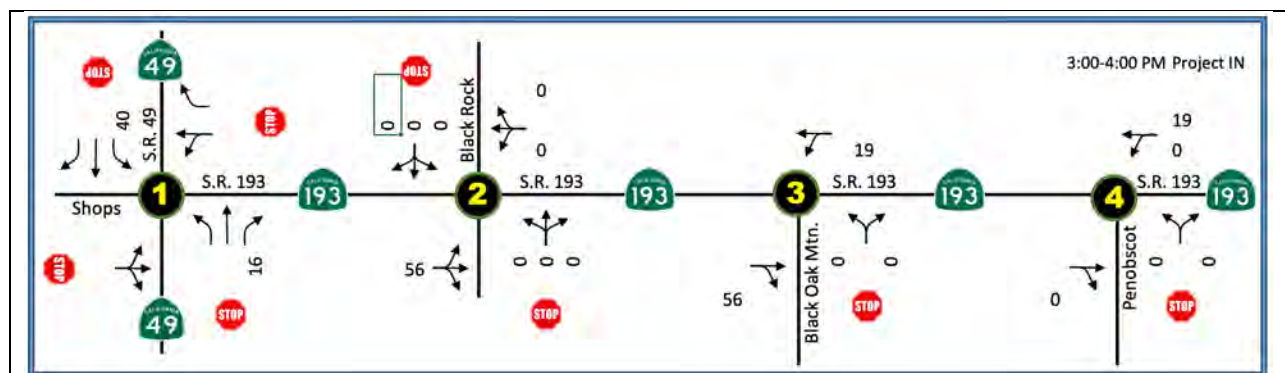 3:00-4:00 PM Project IN
STOP
CALIFORNIA
49
40
S.R. 49
STOP
S.R. 193
193
Shops
1
STOP
16
STOP
49
STOP
0 0 0
Black Rock
0
0
2
S.R. 193
193
56
0 0 0
STOP
19
3
S.R. 193
193
56
Black Oak Mtn.
0 0
STOP
19
0
4
S.R. 193
193
0
Penobscot
0 0
STOP